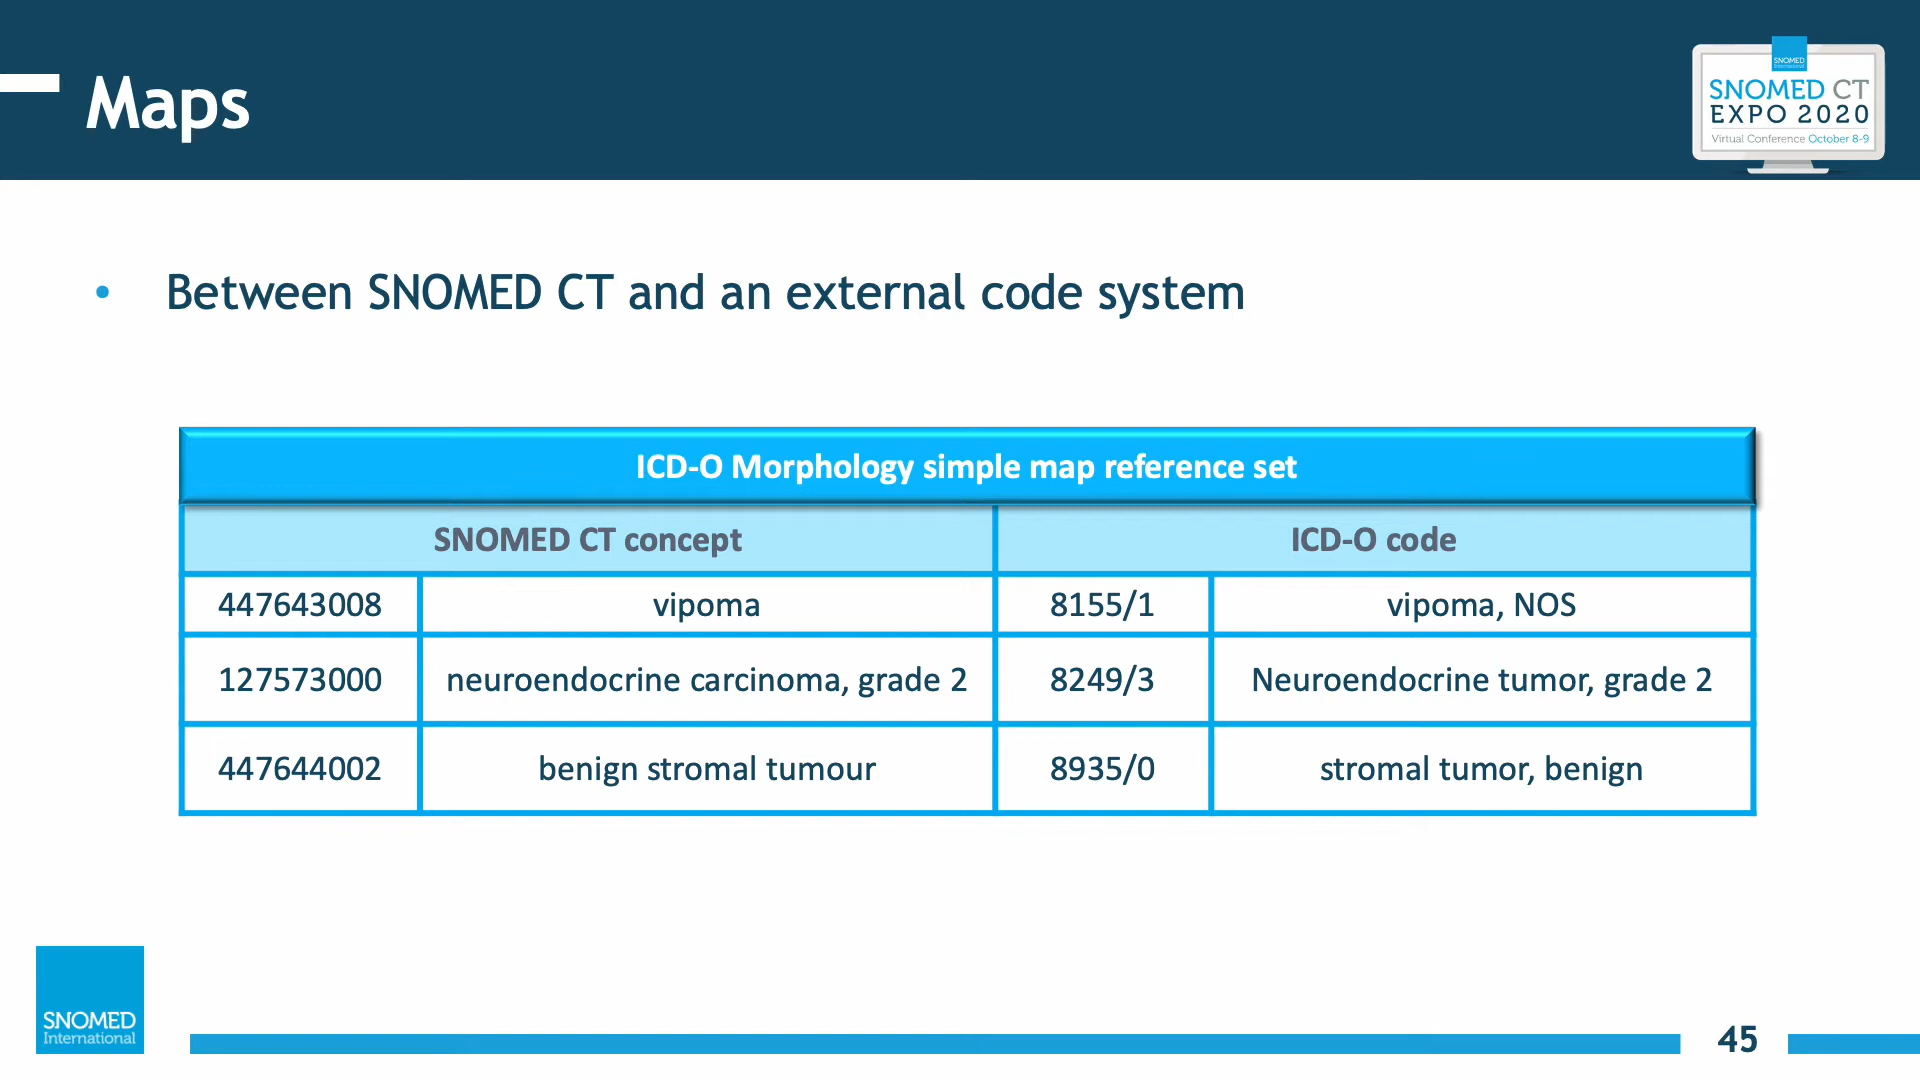 Maps
SNOMED
International
SNOMED CT
EXPO 2020
Virtual Conference October 8-9
• Between SNOMED CT and an external code system
ICD-O Morphology simple map reference set
SNOMED CT concept ICD-O code
447643008 vipoma 8155/1 vipoma, NOS
127573000 neuroendocrine carcinoma, grade 2 8249/3 Neuroendocrine tumor, grade 2
447644002 benign stromal tumour 8935/0 stromal tumor, benign
SNOMED
International
45